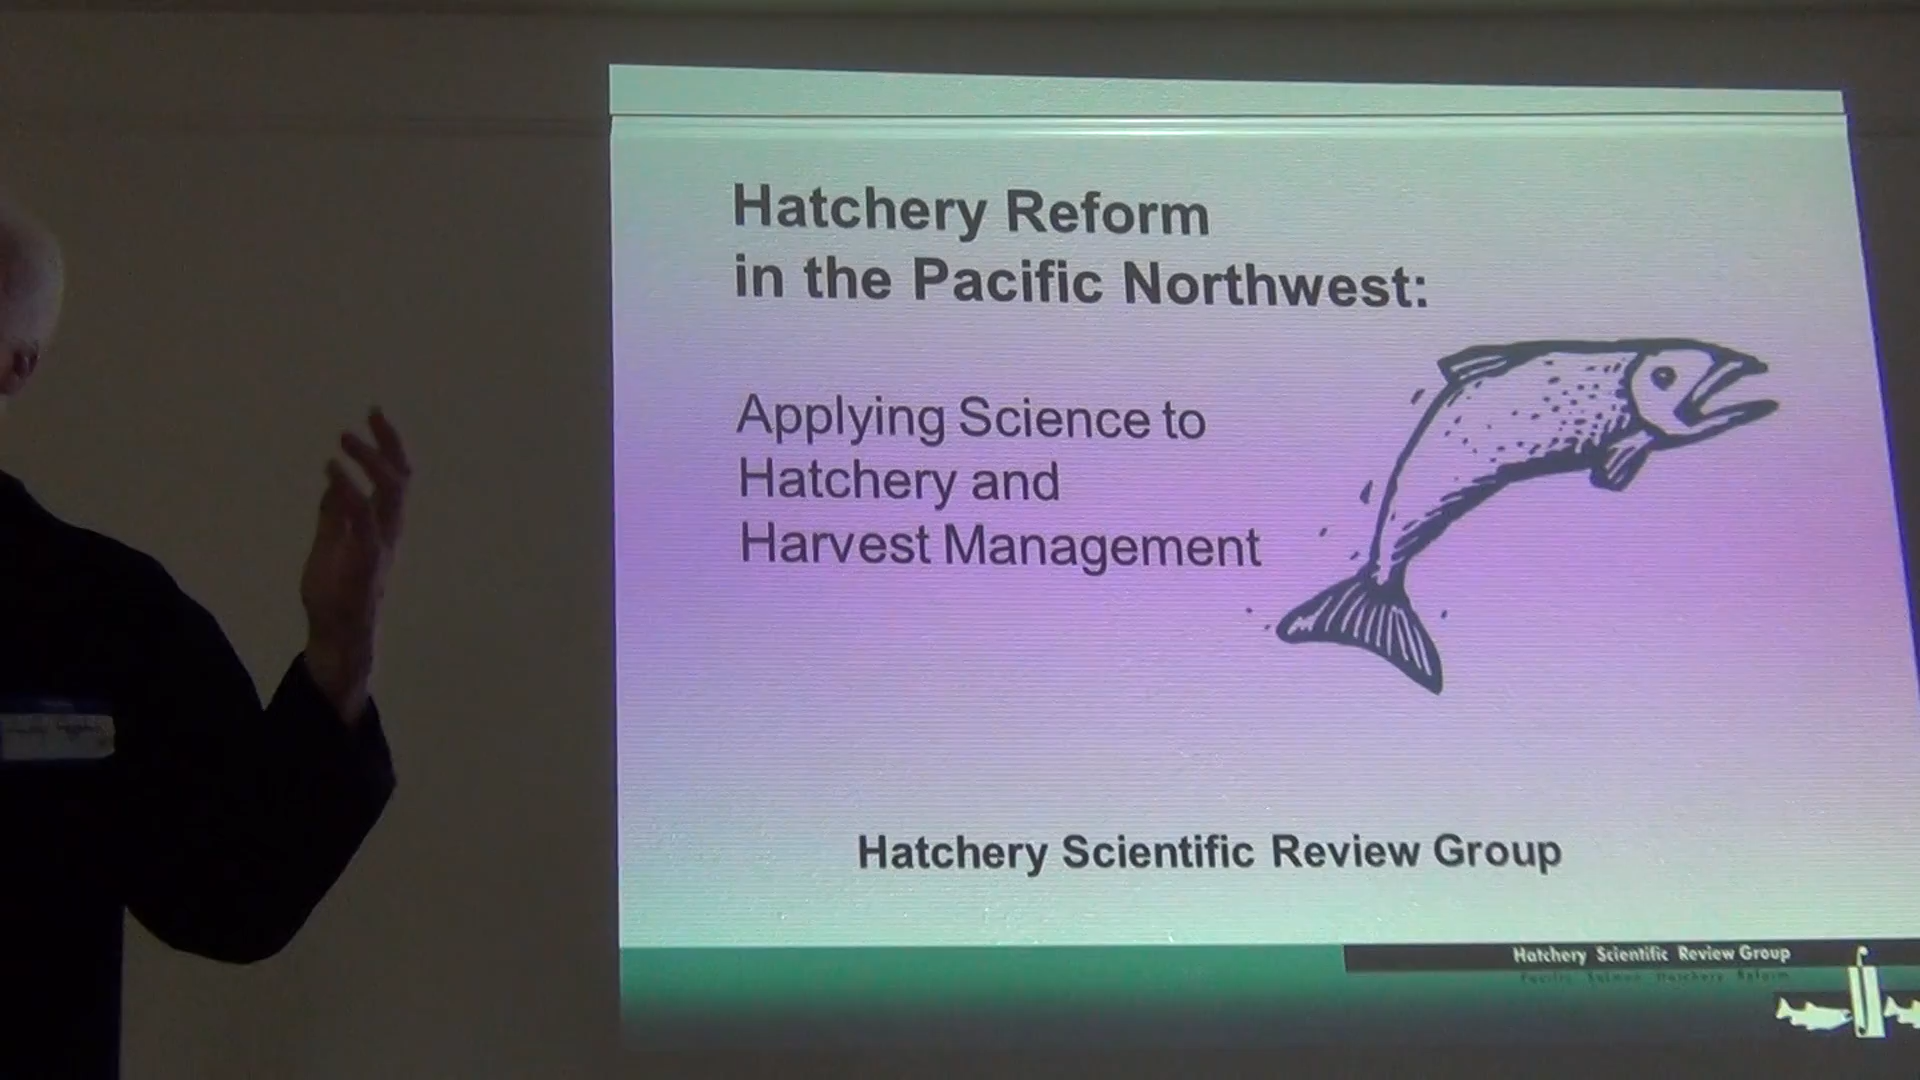 Hatchery Reform
in the Pacific Northwest:
Applying Science to
Hatchery and
Harvest Management
Hatchery Scientific Review Group
Hatchery Scientific Review Group